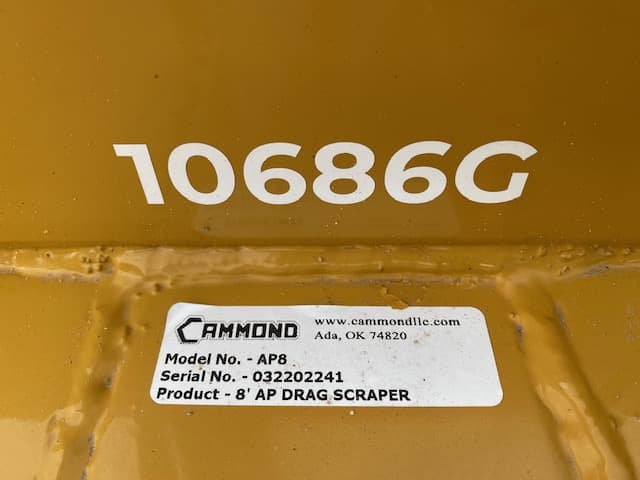 10686G
CAMMOND
www.cammondllc.com
Ada, OK 74820
Model No. - AP8
Serial No. - 032202241
Product - 8' AP DRAG SCRAPER